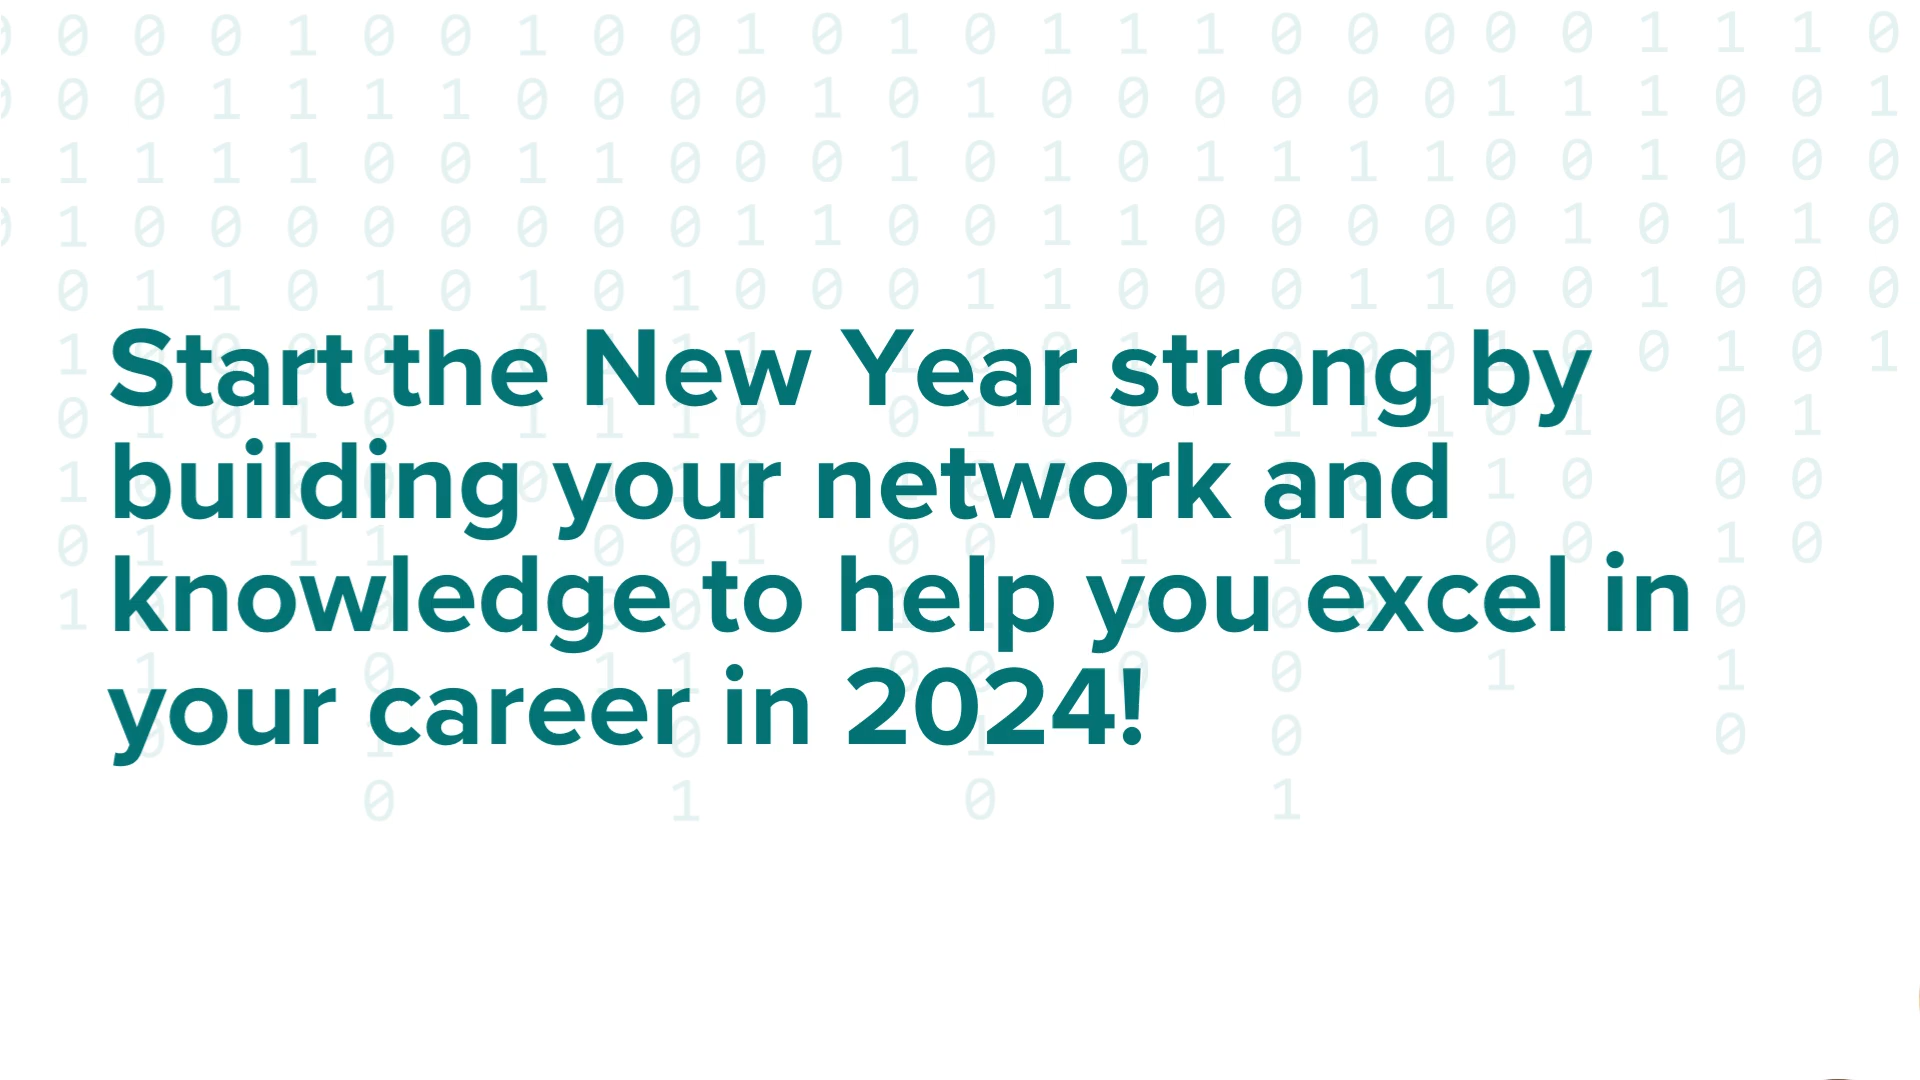 Start the New Year strong by
building your network and
knowledge to help you excel in
your career in 2024!